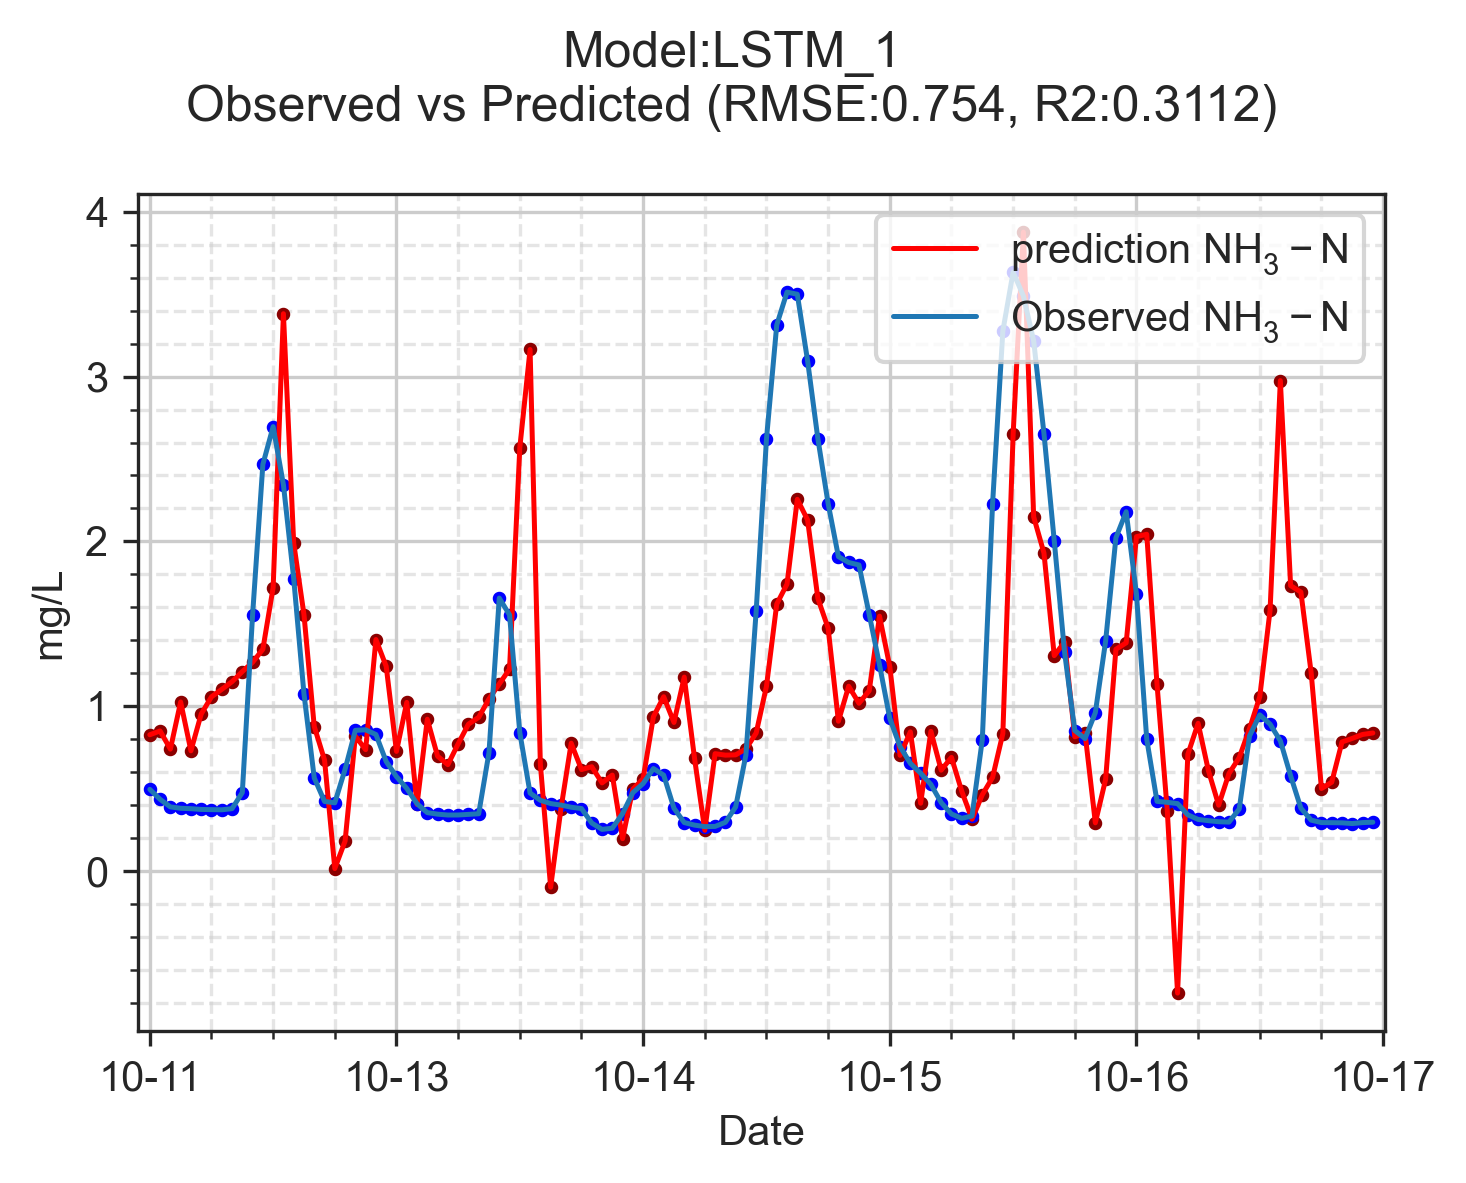 Model:LSTM_1
Observed vs Predicted (RMSE:0.754, R2:0.3112)
prediction NH₃ − N
Observed NH₃ − N
4
3
2
1
0
mg/L
10-11 10-13 10-14 10-15 10-16 10-17
Date